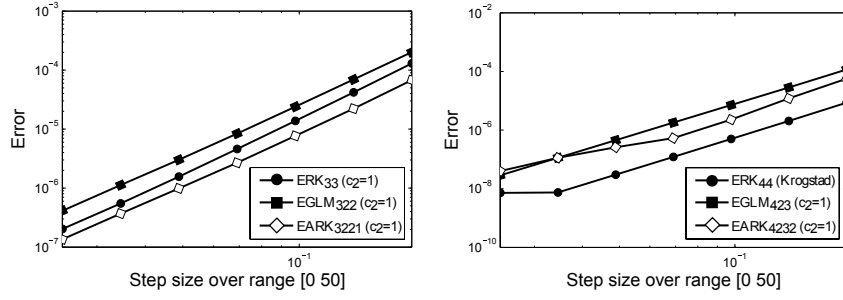 10⁻³
10⁻⁴
10⁻⁵
10⁻⁶
10⁻⁷
Error
ERK₃₃ (c₂=1)
EGLM₃₂₂ (c₂=1)
EARK₃₂₂₁ (c₂=1)
10⁻¹
Step size over range [0 50]
10⁻²
10⁻⁴
10⁻⁶
10⁻⁸
10⁻¹⁰
Error
ERK₄₄ (Krogstad)
EGLM₄₂₃ (c₂=1)
EARK₄₂₃₂ (c₂=1)
10⁻¹
Step size over range [0 50]